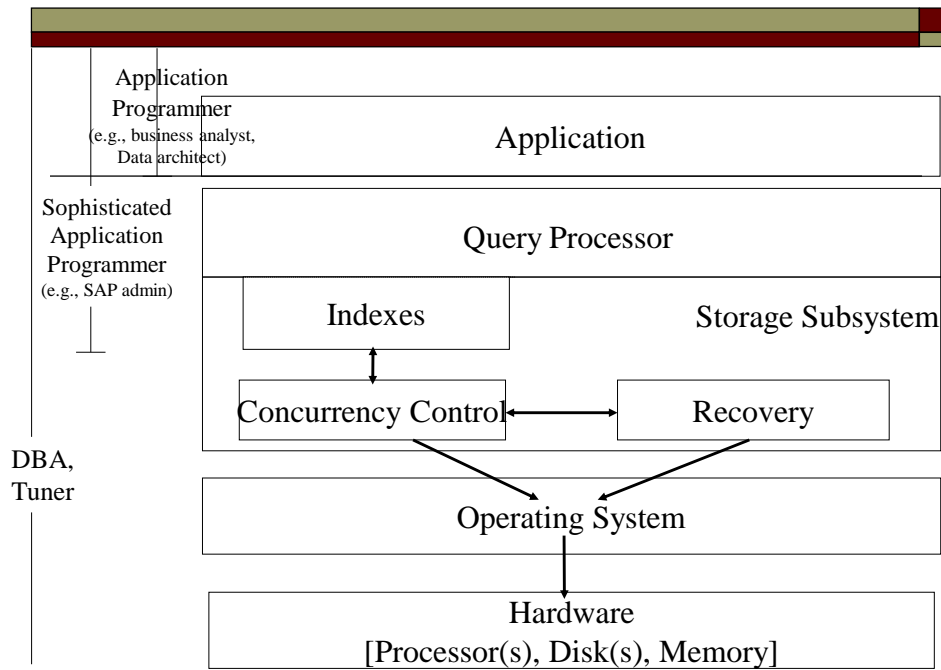 Application
Programmer
(e.g., business analyst,
Data architect)
Application
Sophisticated
Application
Programmer
(e.g., SAP admin)
Query Processor
Indexes
Storage Subsystem
Concurrency Control
Recovery
DBA,
Tuner
Operating System
Hardware
[Processor(s), Disk(s), Memory]